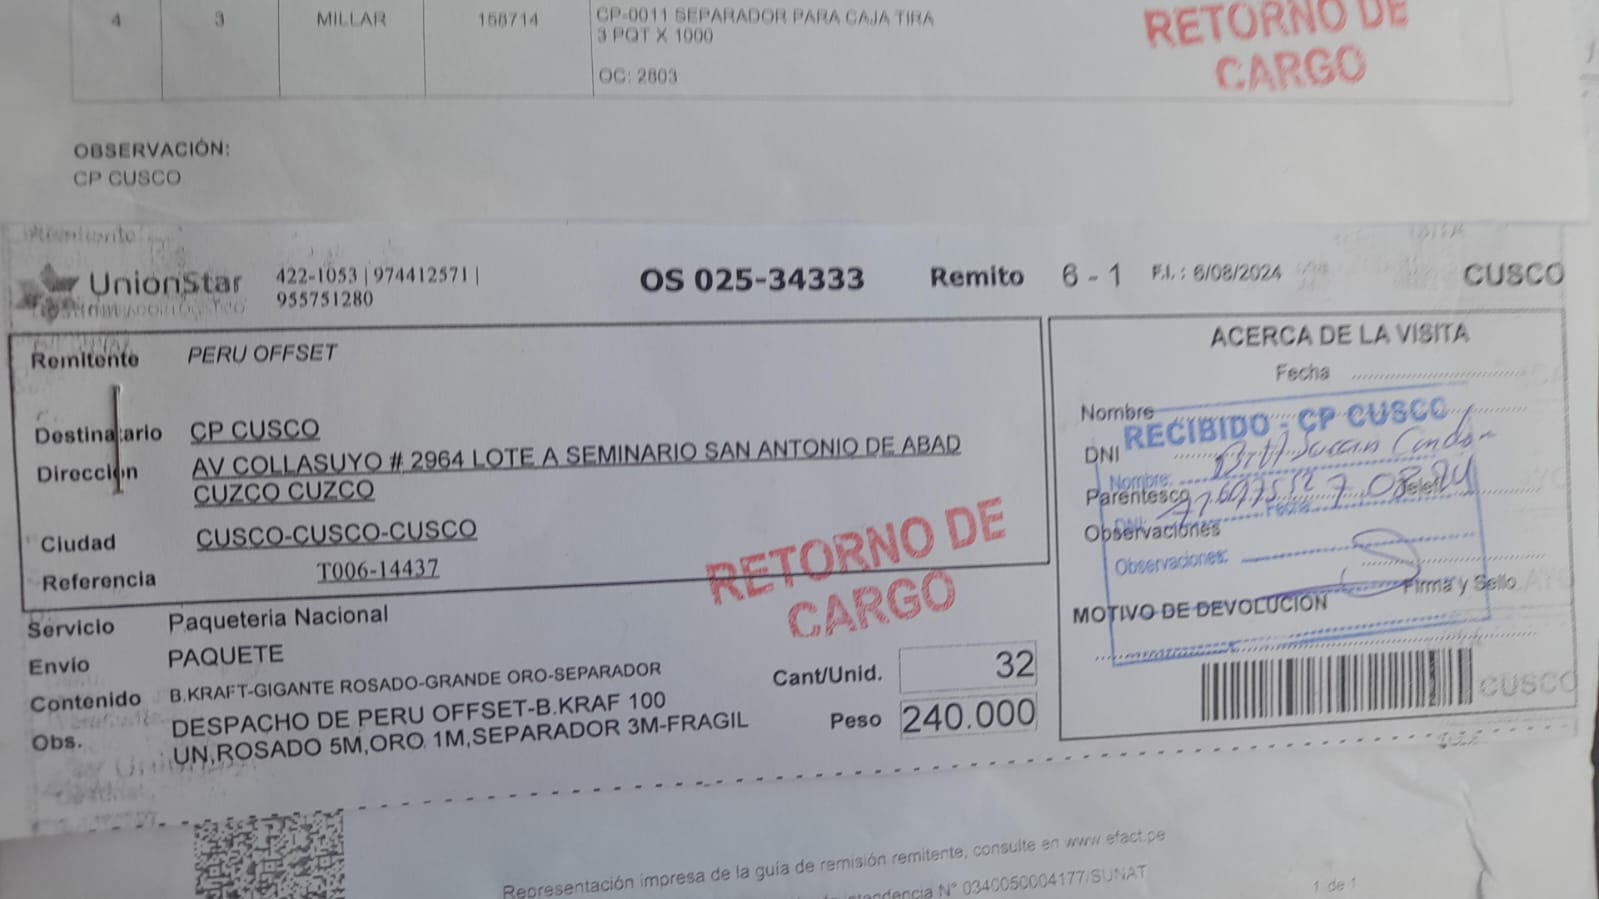 4 3 MILLAR 158714 CP-0011 SEPARADOR PARA CAJA TIRA
3 PQT X 1000
OC: 2803
RETORNO DE
CARGO
OBSERVACIÓN:
CP CUSCO
Remitente
UnionStar 422-1053 | 974412571 |
955751280
OS 025-34333 Remito 6 - 1 F.I. : 6/08/2024 CUSCO
Remitente PERU OFFSET
Destinatario CP CUSCO
Dirección AV COLLASUYO # 2964 LOTE A SEMINARIO SAN ANTONIO DE ABAD
CUZCO CUZCO
Ciudad CUSCO-CUSCO-CUSCO
Referencia T006-14437
RETORNO DE
CARGO
Servicio Paqueteria Nacional
Envio PAQUETE
Contenido B.KRAFT-GIGANTE ROSADO-GRANDE ORO-SEPARADOR
Obs. DESPACHO DE PERU OFFSET-B.KRAF 100
UN,ROSADO 5M,ORO 1M,SEPARADOR 3M-FRAGIL
Cant/Unid. 32
Peso 240.000
ACERCA DE LA VISITA
Fecha
Nombre
RECIBIDO - CP CUSCO
DNI
Nombre:
Parentesco
DNI: Fecha
Observaciones
Observaciones:
Firma y Sello
MOTIVO DE DEVOLUCIÓN
CUSCO
Representación impresa de la guía de remisión remitente, consulte en www efact.pe
N° 0340050004177/SUNAT
1 de 1